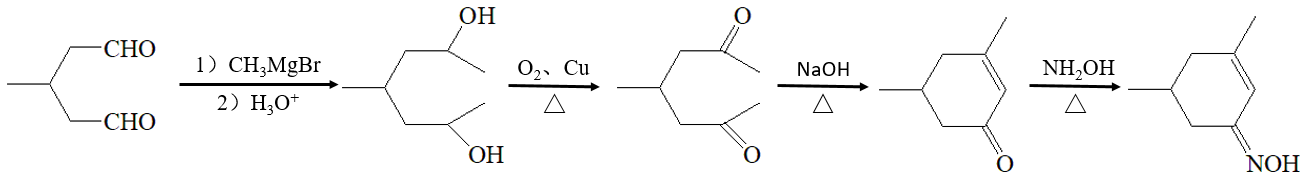 CHO
CHO
1）CH₃MgBr
2）H₃O⁺
OH
OH
O₂、Cu
△
O
O
NaOH
△
O
NH₂OH
△
NOH